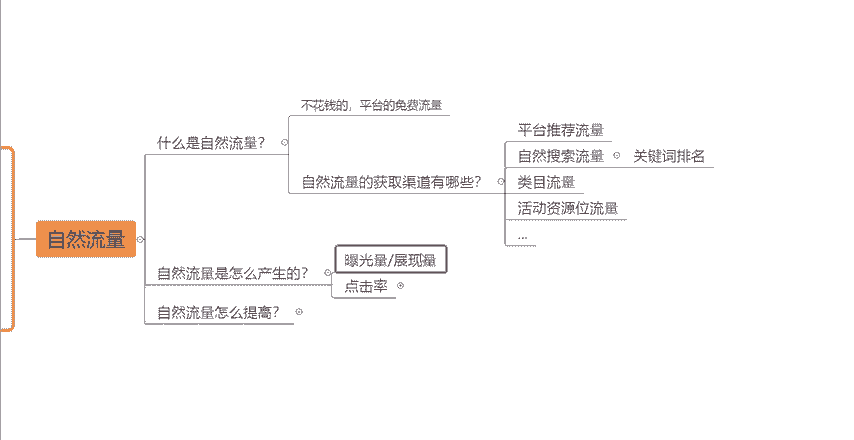 自然流量
什么是自然流量？
不花钱的，平台的免费流量
自然流量的获取渠道有哪些？
平台推荐流量
自然搜索流量
关键词排名
类目流量
活动资源位流量
...
自然流量是怎么产生的？
曝光量/展现量
点击率
自然流量怎么提高？